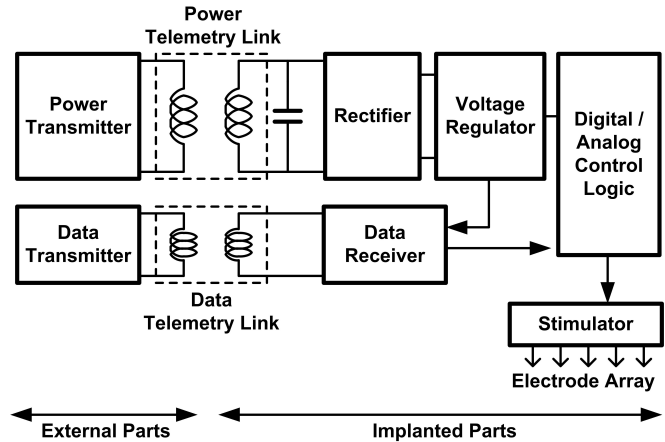 Power
Telemetry Link
Power
Transmitter
Rectifier
Voltage
Regulator
Digital /
Analog
Control
Logic
Data
Transmitter
Data
Receiver
Data
Telemetry Link
Stimulator
Electrode Array
External Parts
Implanted Parts